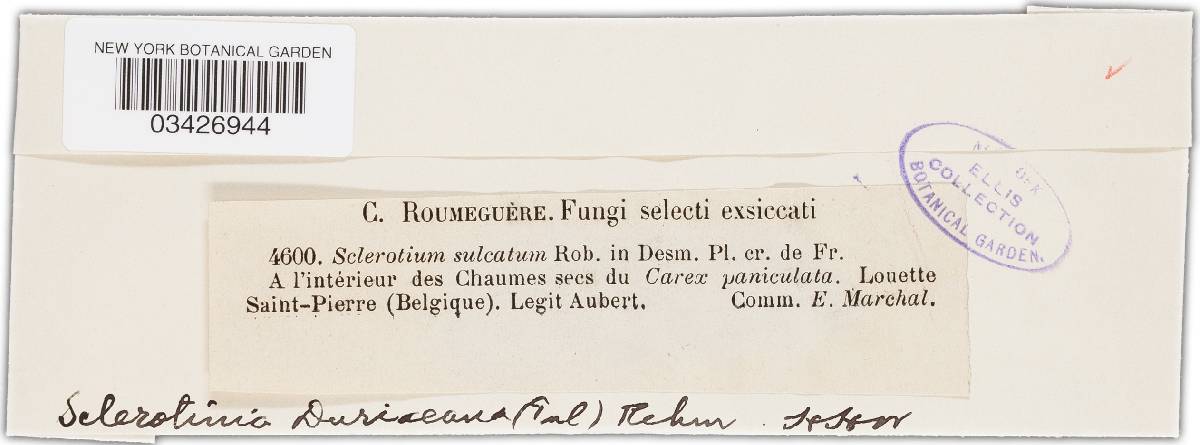 NEW YORK BOTANICAL GARDEN
03426944
ELLIS
COLLECTION
BOTANICAL GARDEN.
C. ROUMEGUÈRE. Fungi selecti exsiccati
4600. Sclerotium sulcatum Rob. in Desm. Pl. cr. de Fr.
A l'intérieur des Chaumes secs du Carex paniculata. Louette
Saint-Pierre (Belgique). Legit Aubert. Comm. E. Marchal.
Sclerotinia Duriaeana (Tul) Rehm.